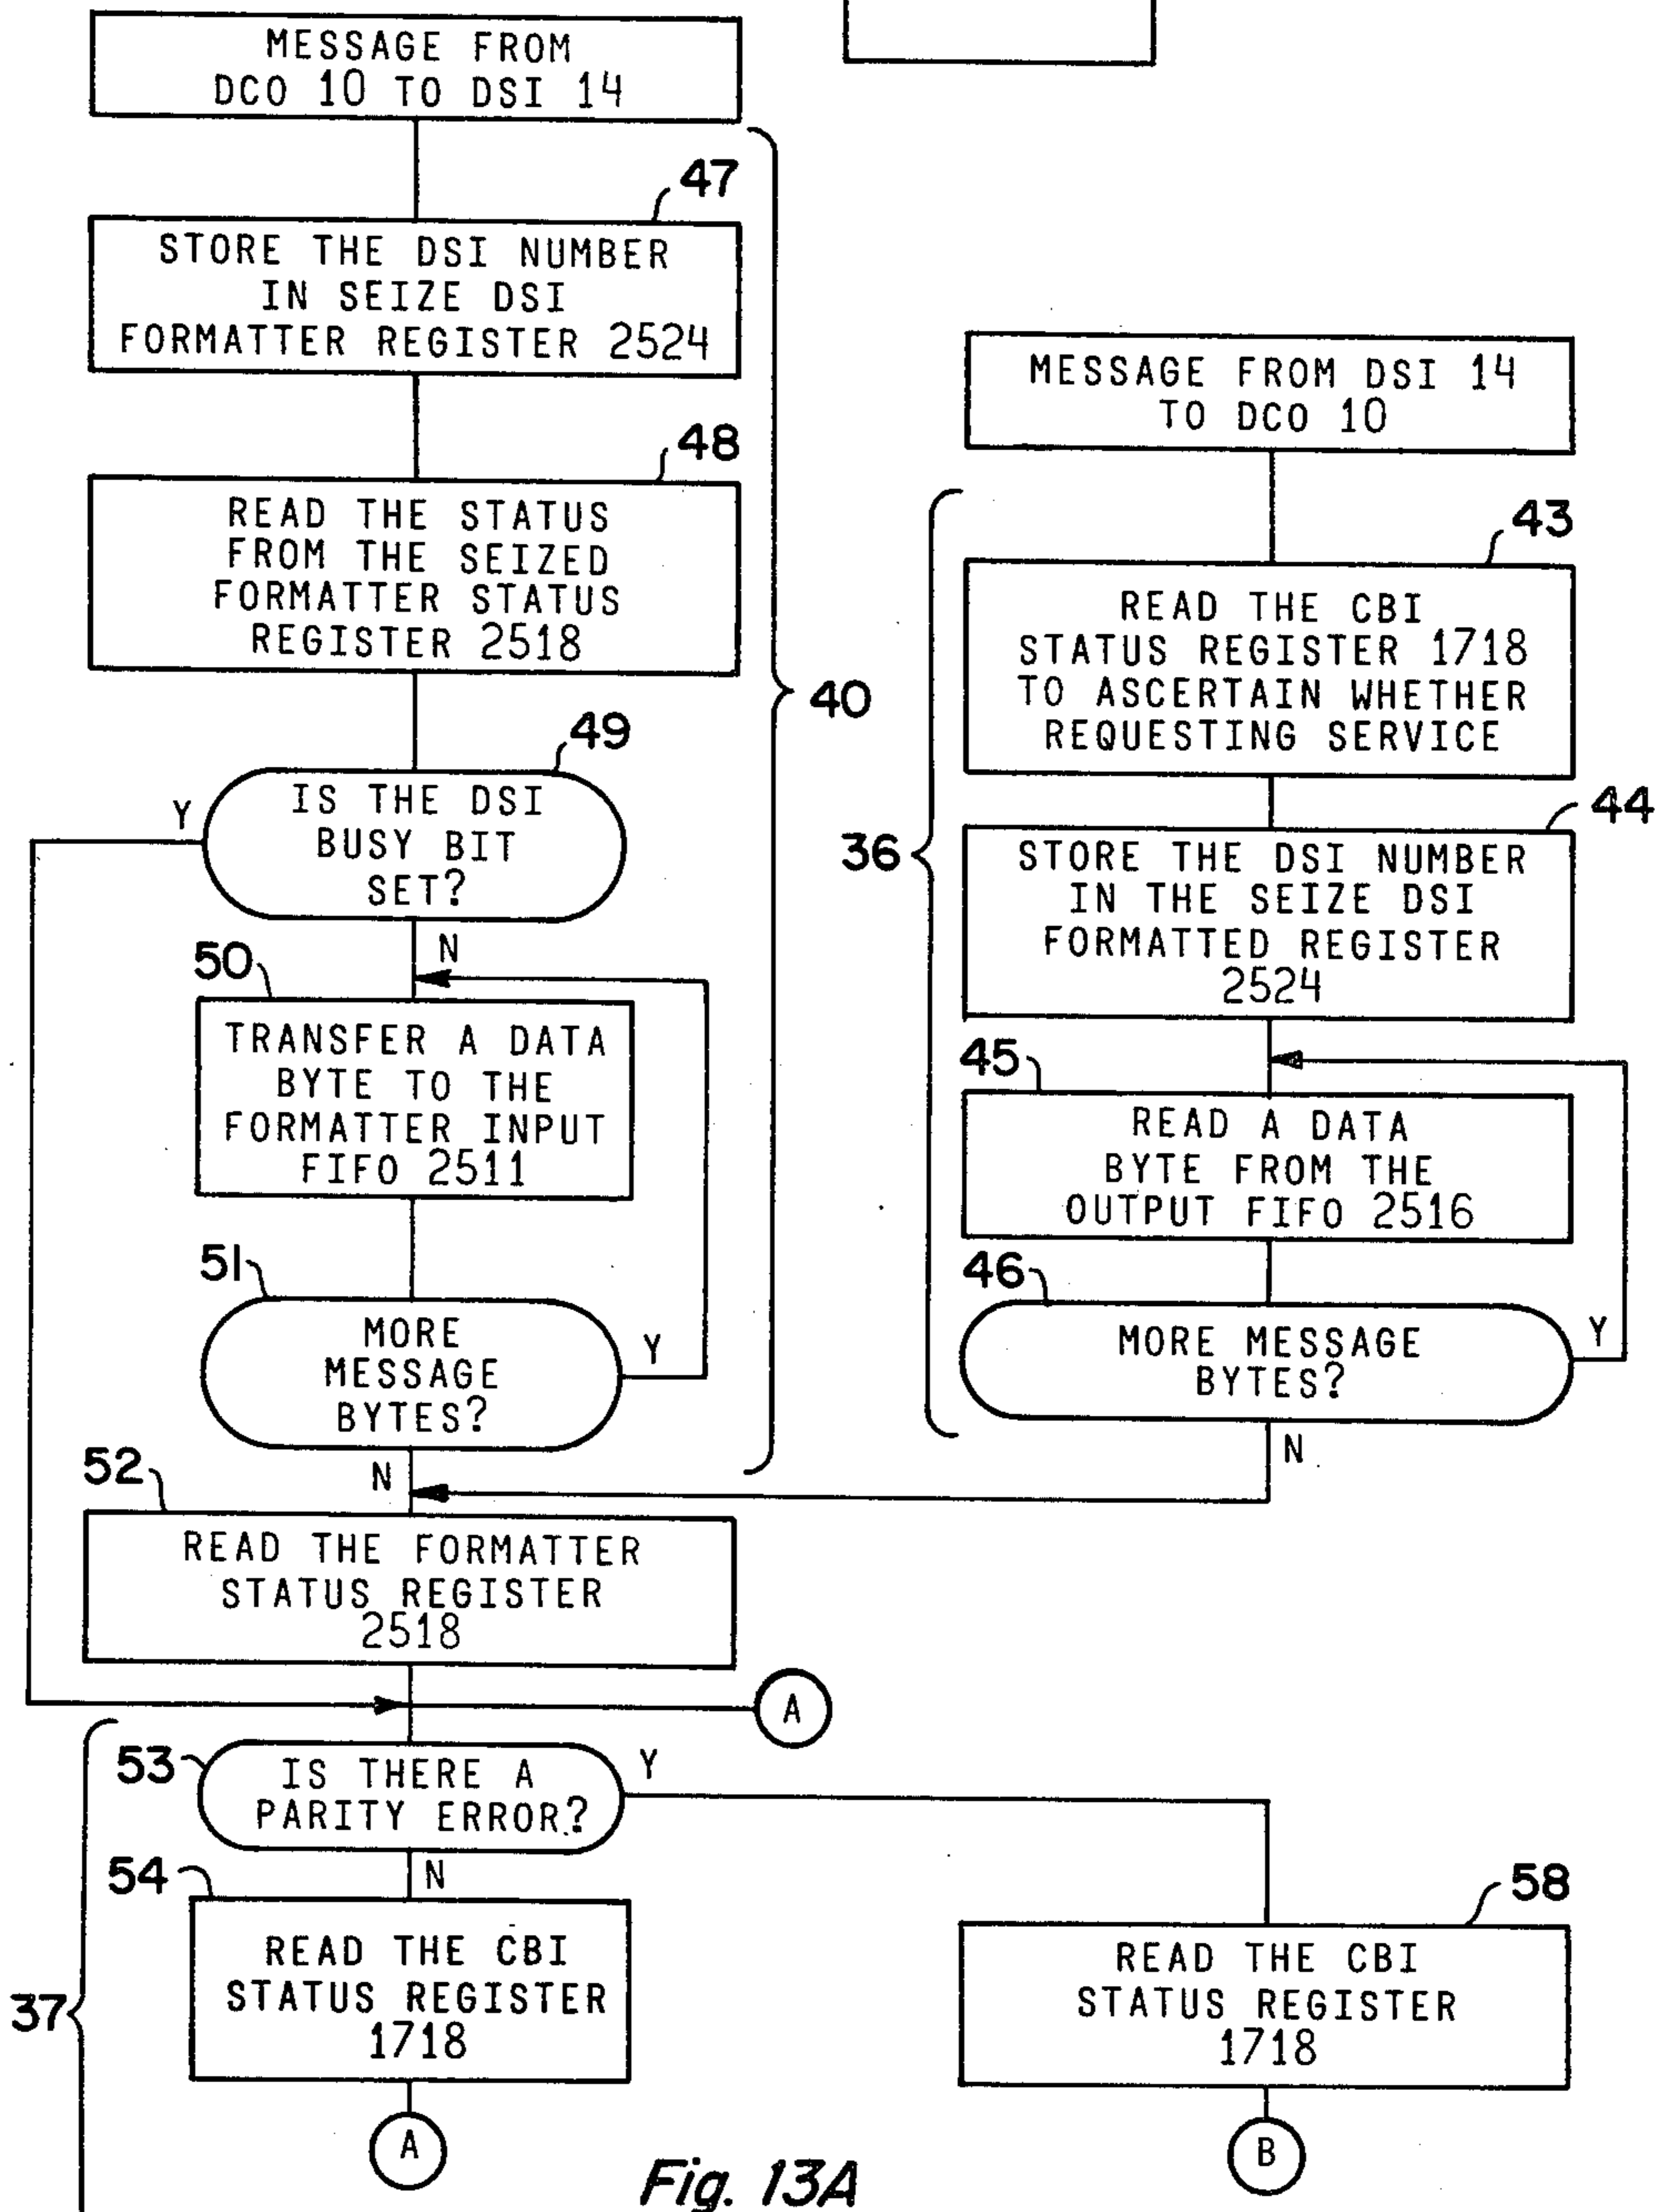 MESSAGE FROM
DCO 10 TO DSI 14
47
STORE THE DSI NUMBER
IN SEIZE DSI
FORMATTER REGISTER 2524
48
READ THE STATUS
FROM THE SEIZED
FORMATTER STATUS
REGISTER 2518
40
49
IS THE DSI
BUSY BIT
SET?
Y
N
50
TRANSFER A DATA
BYTE TO THE
FORMATTER INPUT
FIFO 2511
51
MORE
MESSAGE
BYTES?
Y
N
MESSAGE FROM DSI 14
TO DCO 10
43
READ THE CBI
STATUS REGISTER 1718
TO ASCERTAIN WHETHER
REQUESTING SERVICE
36
44
STORE THE DSI NUMBER
IN THE SEIZE DSI
FORMATTED REGISTER
2524
45
READ A DATA
BYTE FROM THE
OUTPUT FIFO 2516
46
MORE MESSAGE
BYTES?
Y
N
52
READ THE FORMATTER
STATUS REGISTER
2518
A
53
IS THERE A
PARITY ERROR?
Y
N
54
READ THE CBI
STATUS REGISTER
1718
37
A
58
READ THE CBI
STATUS REGISTER
1718
B
Fig. 13A